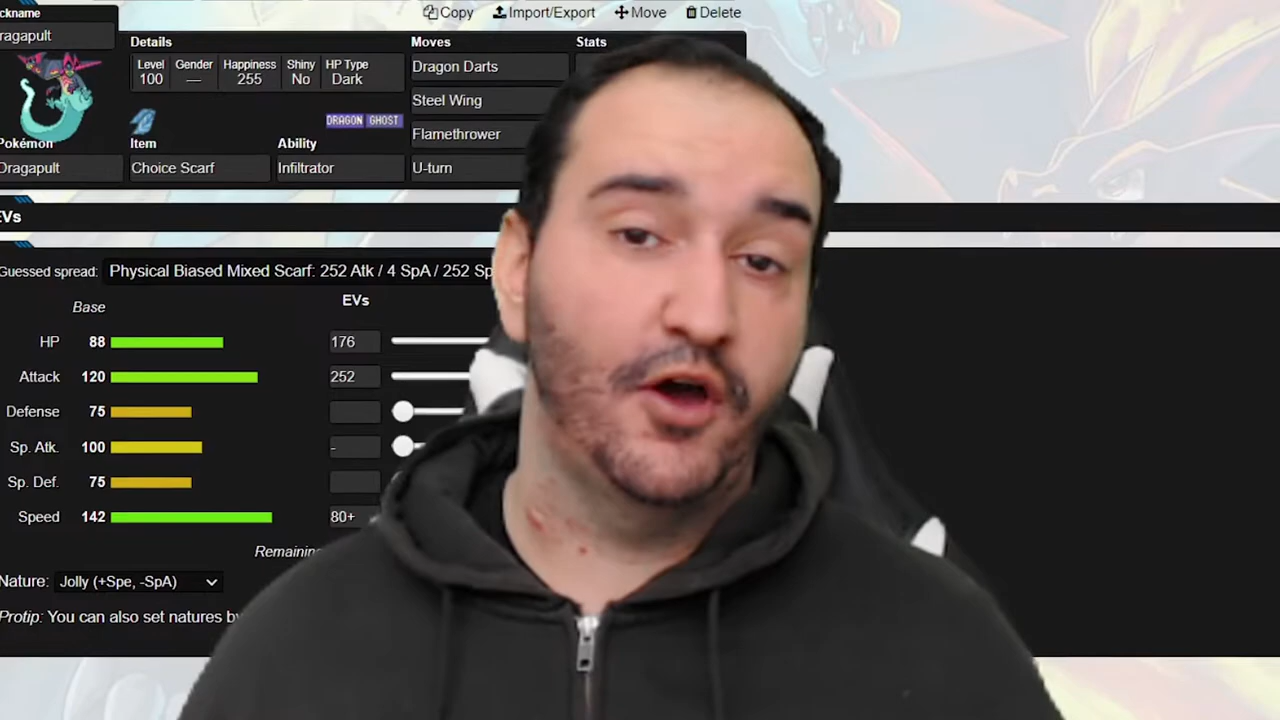 ckname
Copy Import/Export Move Delete
ragapult
Details
Moves
Stats
Level Gender Happiness Shiny HP Type
100 — 255 No Dark
Dragon Darts
Steel Wing
DRAGON GHOST
Flamethrower
Pokémon Item Ability
Dragapult Choice Scarf Infiltrator U-turn
EVs
Guessed spread: Physical Biased Mixed Scarf: 252 Atk / 4 SpA / 252 Sp
Base EVs
HP 88 176
Attack 120 252
Defense 75
Sp. Atk. 100 -
Sp. Def. 75
Speed 142 80+
Remaining
Nature: Jolly (+Spe, -SpA)
Protip: You can also set natures by